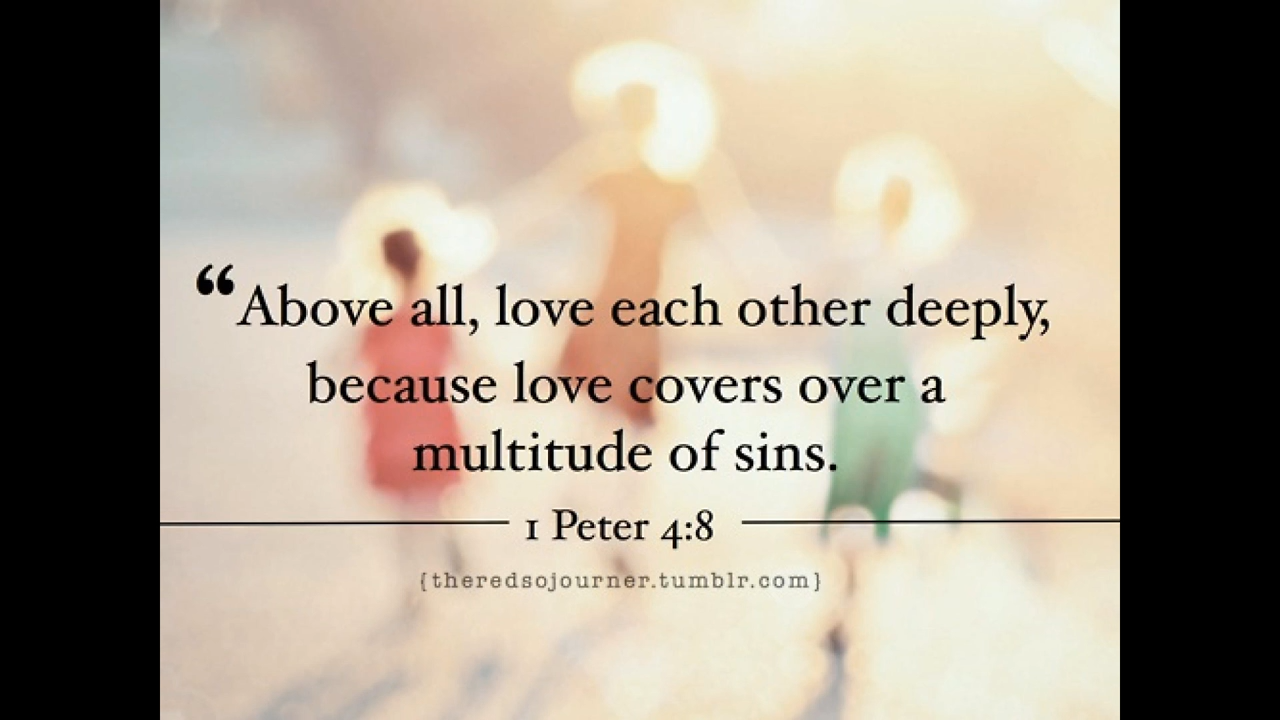 “Above all, love each other deeply,
because love covers over a
multitude of sins.
1 Peter 4:8
{theredsojourner.tumblr.com}